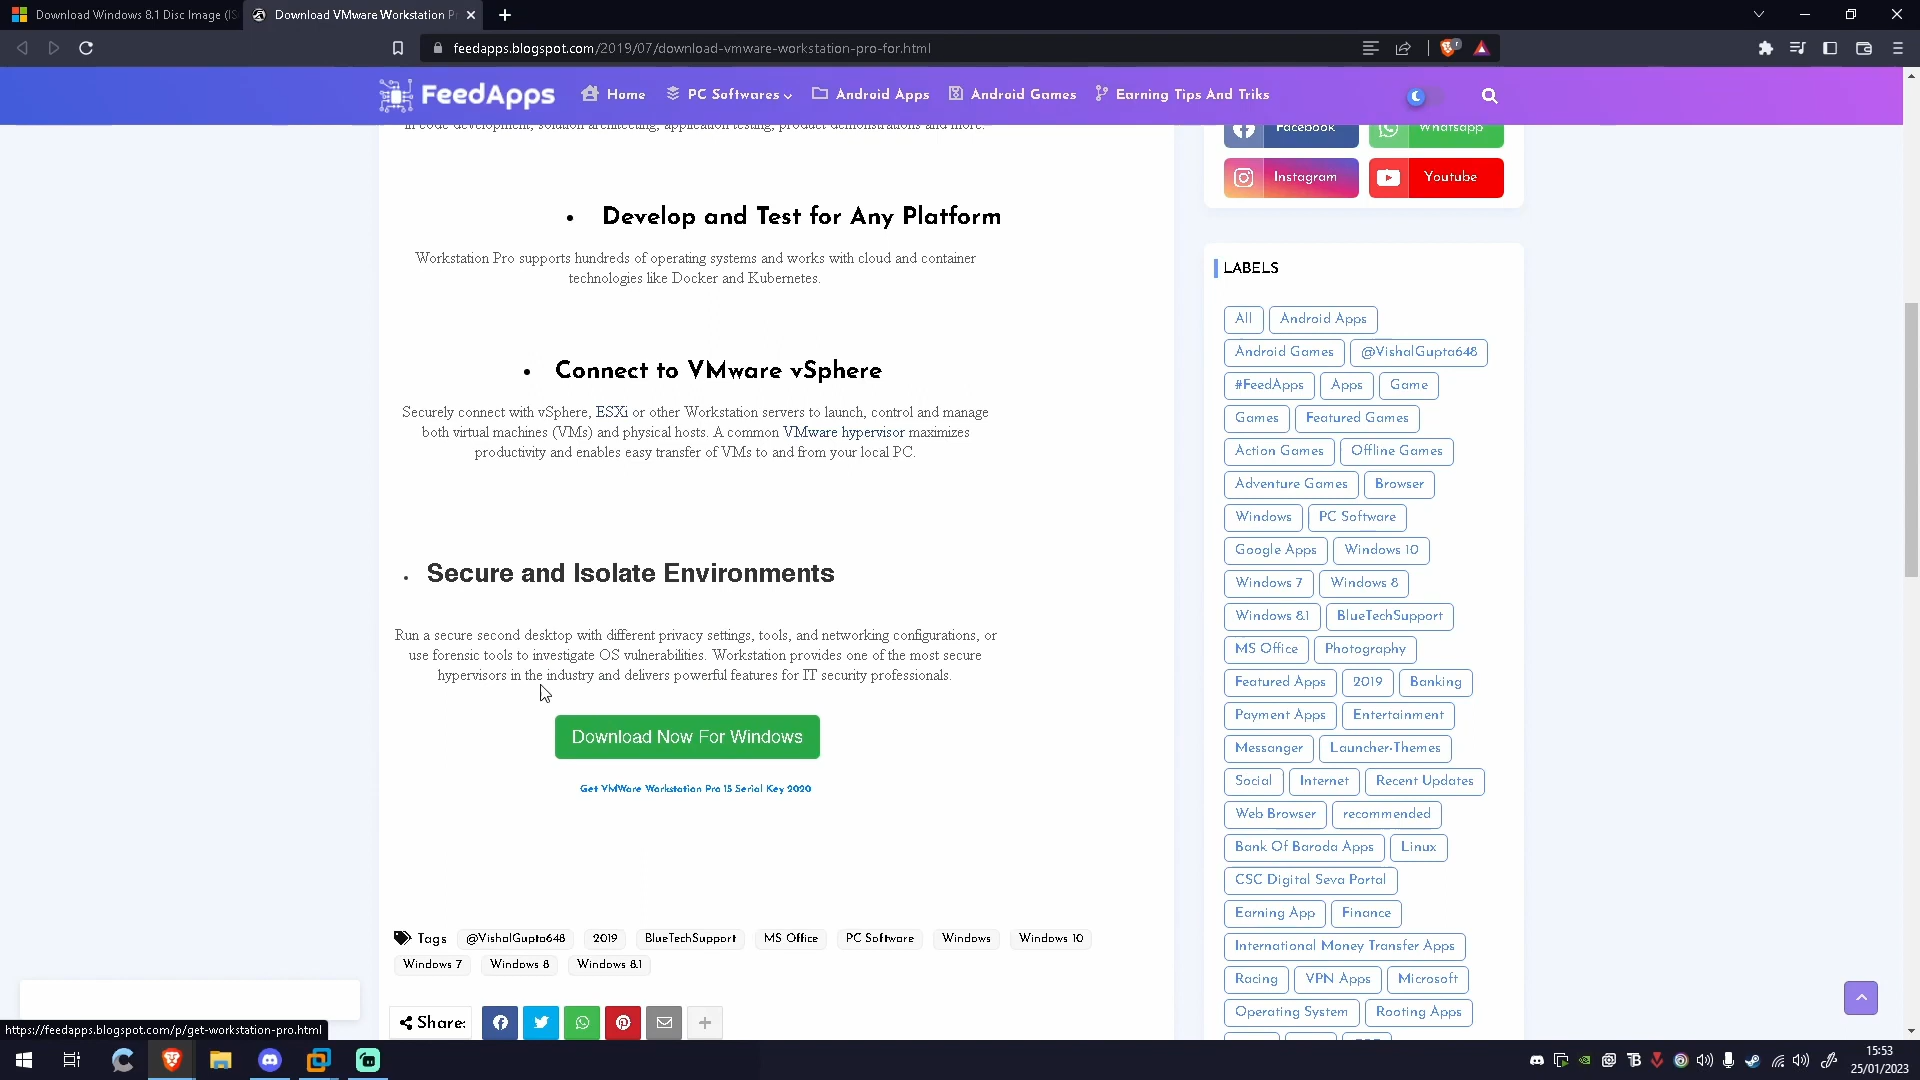 Download Windows 8.1 Disc Image (IS
Download VMware Workstation P
feedapps.blogspot.com/2019/07/download-vmware-workstation-pro-for.html
FeedApps
Home
PC Softwares
Android Apps
Android Games
Earning Tips And Triks
in code development, solution architecting, application testing, product demonstrations and more.
Develop and Test for Any Platform
Workstation Pro supports hundreds of operating systems and works with cloud and container
technologies like Docker and Kubernetes.
Connect to VMware vSphere
Securely connect with vSphere, ESXi or other Workstation servers to launch, control and manage
both virtual machines (VMs) and physical hosts. A common VMware hypervisor maximizes
productivity and enables easy transfer of VMs to and from your local PC.
Secure and Isolate Environments
Run a secure second desktop with different privacy settings, tools, and networking configurations, or
use forensic tools to investigate OS vulnerabilities. Workstation provides one of the most secure
hypervisors in the industry and delivers powerful features for IT security professionals.
Download Now For Windows
Get VMWare Workstation Pro 15 Serial Key 2020
Tags @VishalGupta648 2019 BlueTechSupport MS Office PC Software Windows Windows 10
Windows 7 Windows 8 Windows 8.1
Share:
Facebook Whatsapp
Instagram Youtube
LABELS
All Android Apps
Android Games @VishalGupta648
#FeedApps Apps Game
Games Featured Games
Action Games Offline Games
Adventure Games Browser
Windows PC Software
Google Apps Windows 10
Windows 7 Windows 8
Windows 8.1 BlueTechSupport
MS Office Photography
Featured Apps 2019 Banking
Payment Apps Entertainment
Messanger Launcher-Themes
Social Internet Recent Updates
Web Browser recommended
Bank Of Baroda Apps Linux
CSC Digital Seva Portal
Earning App Finance
International Money Transfer Apps
Racing VPN Apps Microsoft
Operating System Rooting Apps
https://feedapps.blogspot.com/p/get-workstation-pro.html
15:53
25/01/2023